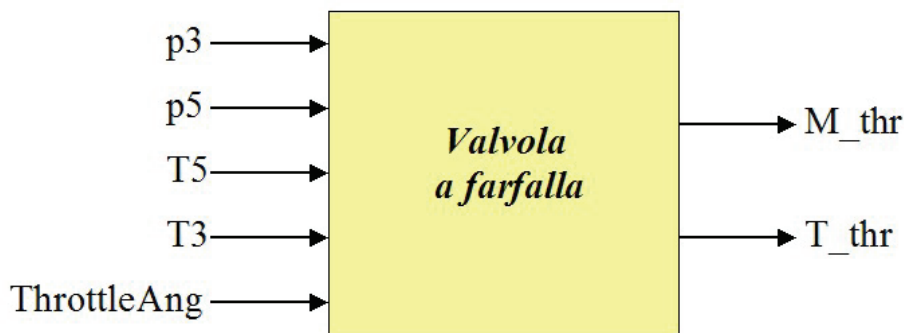 p3
p5
T5
T3
ThrottleAng
Valvola
a farfalla
M_thr
T_thr